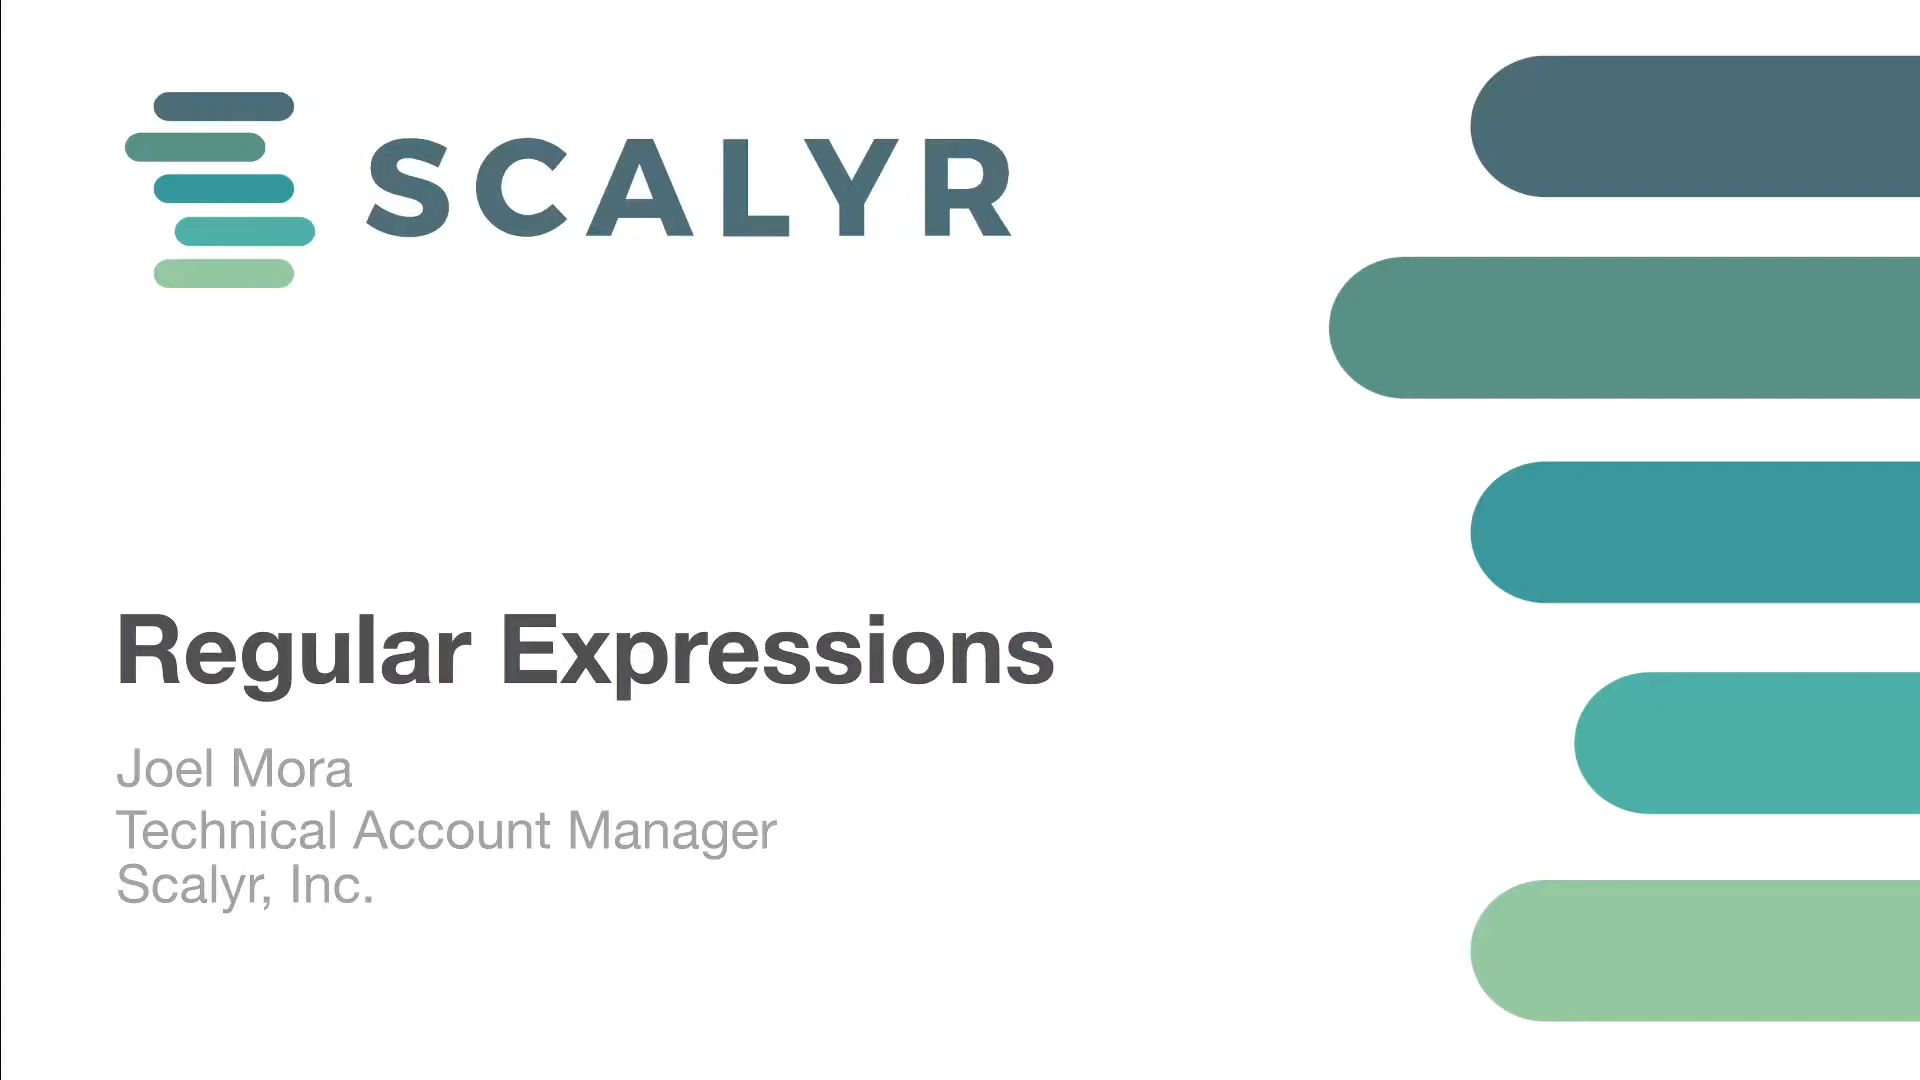 SCALYR
Regular Expressions
Joel Mora
Technical Account Manager
Scalyr, Inc.